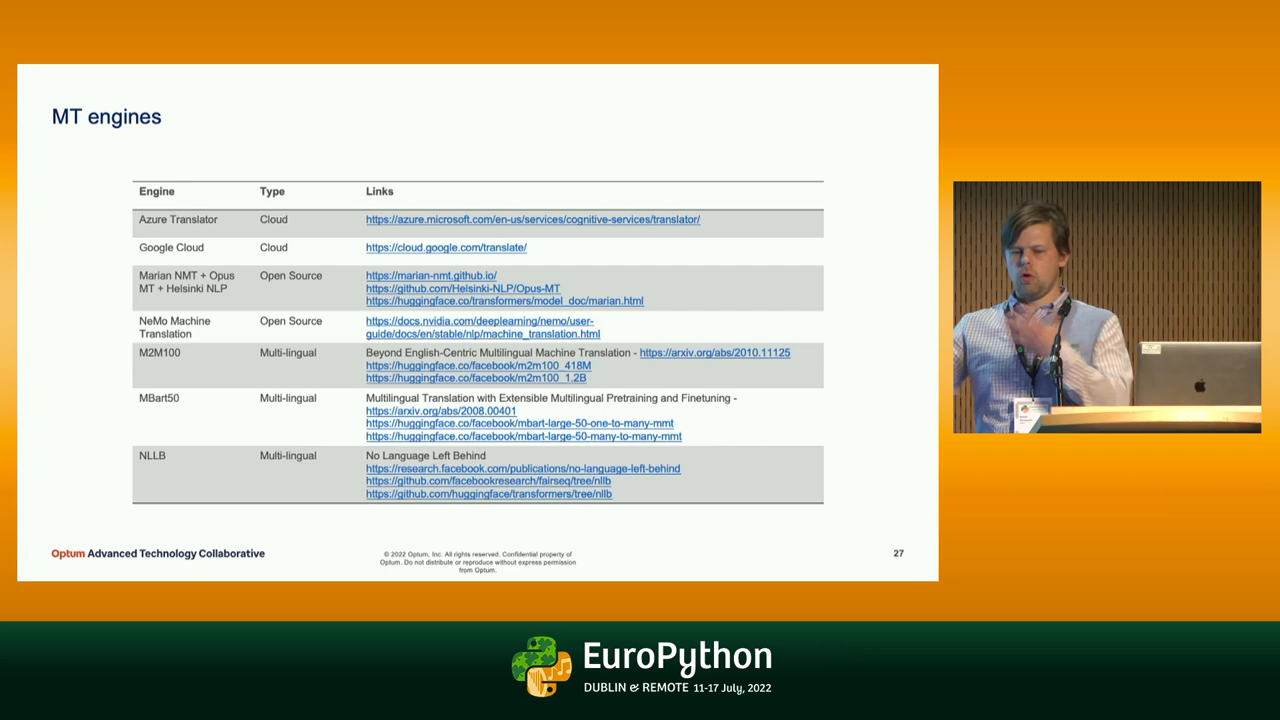 MT engines
Engine Type Links
Azure Translator Cloud https://azure.microsoft.com/en-us/services/cognitive-services/translator/
Google Cloud Cloud https://cloud.google.com/translate/
Marian NMT + Opus Open Source https://marian-nmt.github.io/
MT + Helsinki NLP https://github.com/Helsinki-NLP/Opus-MT
https://huggingface.co/transformers/model_doc/marian.html
NeMo Machine Open Source https://docs.nvidia.com/deeplearning/nemo/user-
Translation guide/docs/en/stable/nlp/machine_translation.html
M2M100 Multi-lingual Beyond English-Centric Multilingual Machine Translation - https://arxiv.org/abs/2010.11125
https://huggingface.co/facebook/m2m100_418M
https://huggingface.co/facebook/m2m100_1.2B
MBart50 Multi-lingual Multilingual Translation with Extensible Multilingual Pretraining and Finetuning -
https://arxiv.org/abs/2008.00401
https://huggingface.co/facebook/mbart-large-50-one-to-many-mmt
https://huggingface.co/facebook/mbart-large-50-many-to-many-mmt
NLLB Multi-lingual No Language Left Behind
https://research.facebook.com/publications/no-language-left-behind
https://github.com/facebookresearch/fairseq/tree/nllb
https://github.com/huggingface/transformers/tree/nllb
Optum Advanced Technology Collaborative
© 2022 Optum, Inc. All rights reserved. Confidential property of
Optum. Do not distribute or reproduce without express permission
from Optum.
27
EuroPython
DUBLIN & REMOTE 11-17 July, 2022